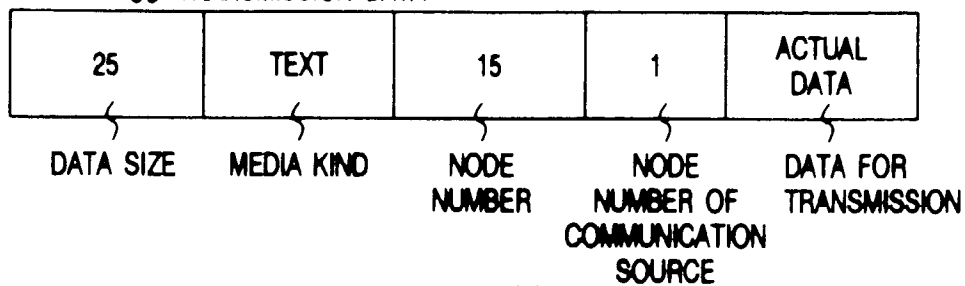 25 TEXT 15 1 ACTUAL
DATA
DATA SIZE MEDIA KIND NODE NODE DATA FOR
NUMBER NUMBER OF TRANSMISSION
COMMUNICATION
SOURCE